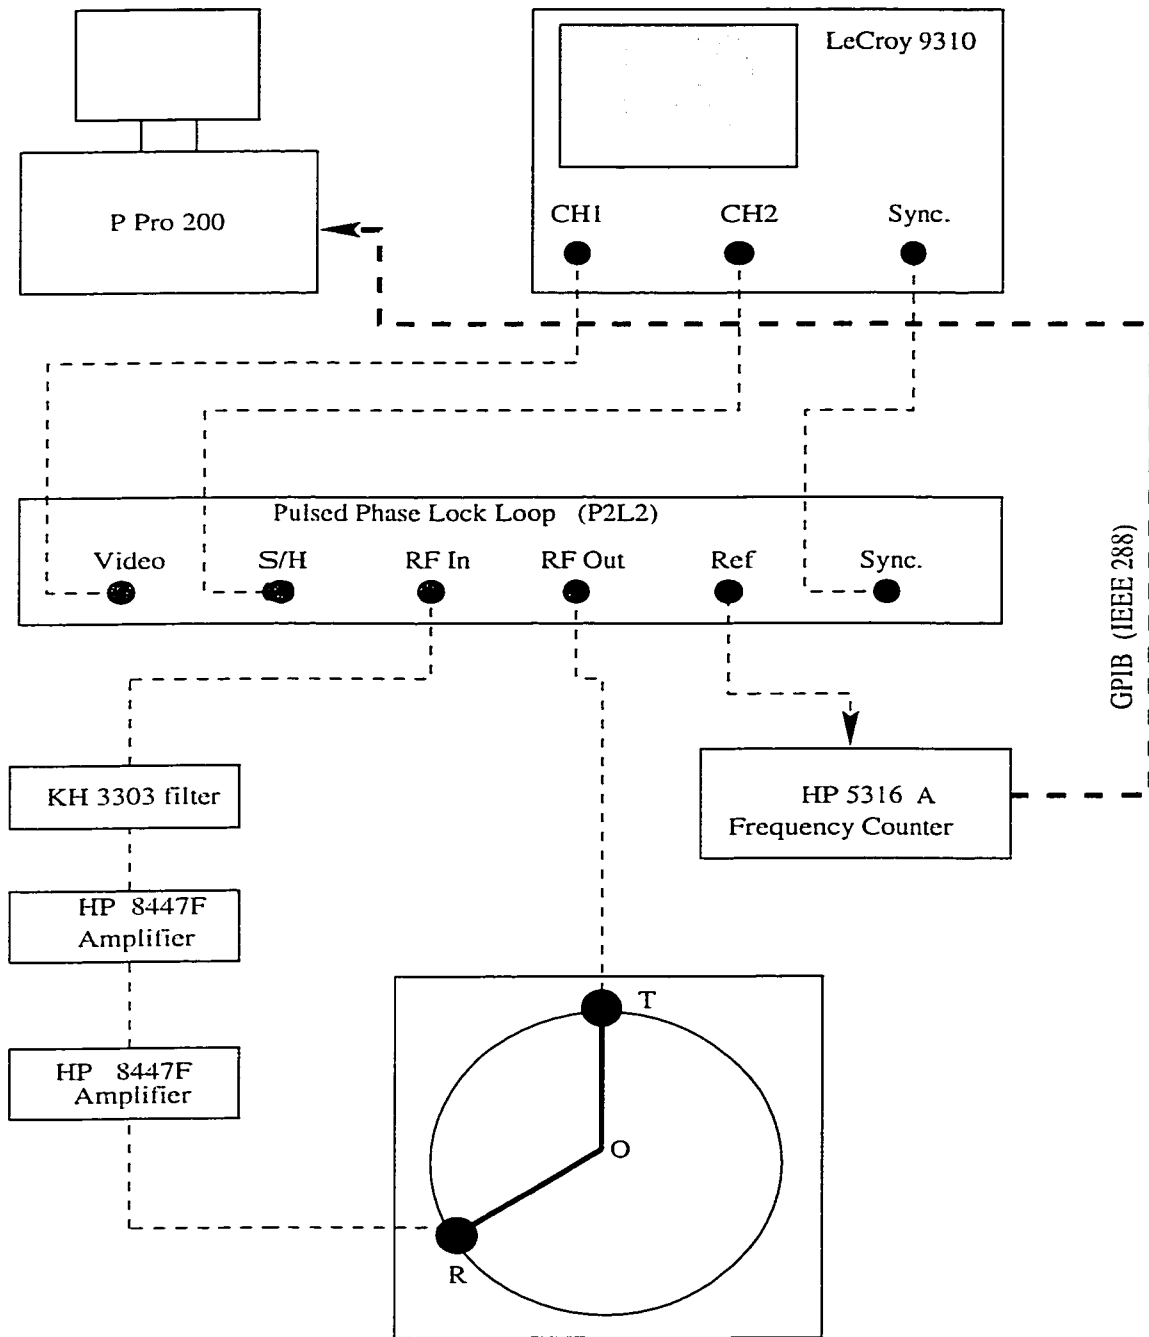 LeCroy 9310
P Pro 200
CH1
CH2
Sync.
Pulsed Phase Lock Loop (P2L2)
Video
S/H
RF In
RF Out
Ref
Sync.
GPIB (IEEE 288)
KH 3303 filter
HP 5316 A
Frequency Counter
HP 8447F
Amplifier
HP 8447F
Amplifier
T
O
R